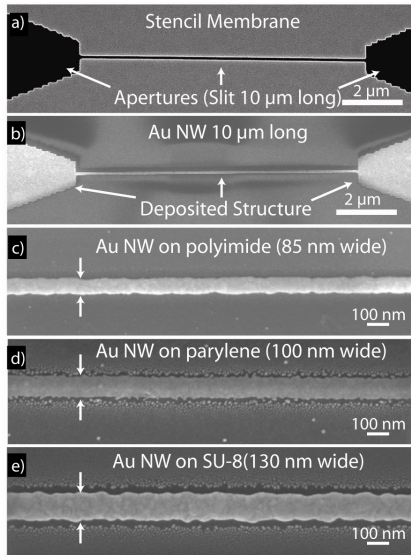 a)
Stencil Membrane
Apertures (Slit 10 μm long)
2 μm
b)
Au NW 10 μm long
Deposited Structure
2 μm
c)
Au NW on polyimide (85 nm wide)
100 nm
d)
Au NW on parylene (100 nm wide)
100 nm
e)
Au NW on SU-8(130 nm wide)
100 nm